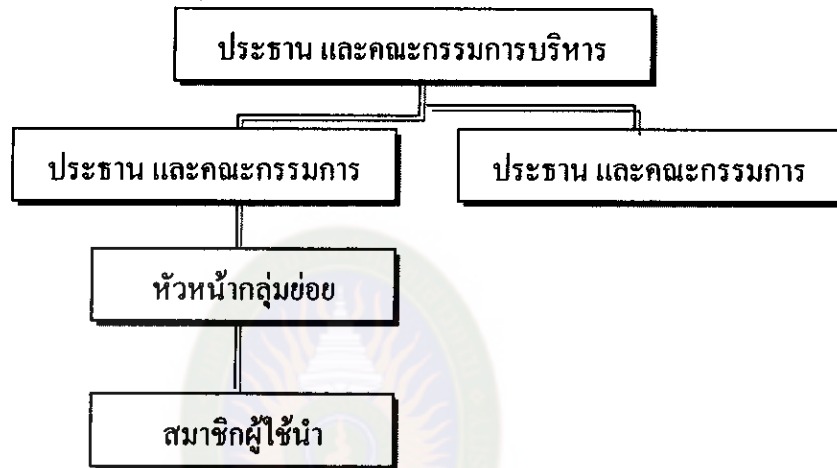 ประธาน และคณะกรรมการบริหาร
ประธาน และคณะกรรมการ
ประธาน และคณะกรรมการ
หัวหน้ากลุ่มย่อย
สมาชิกผู้ใช้นำ